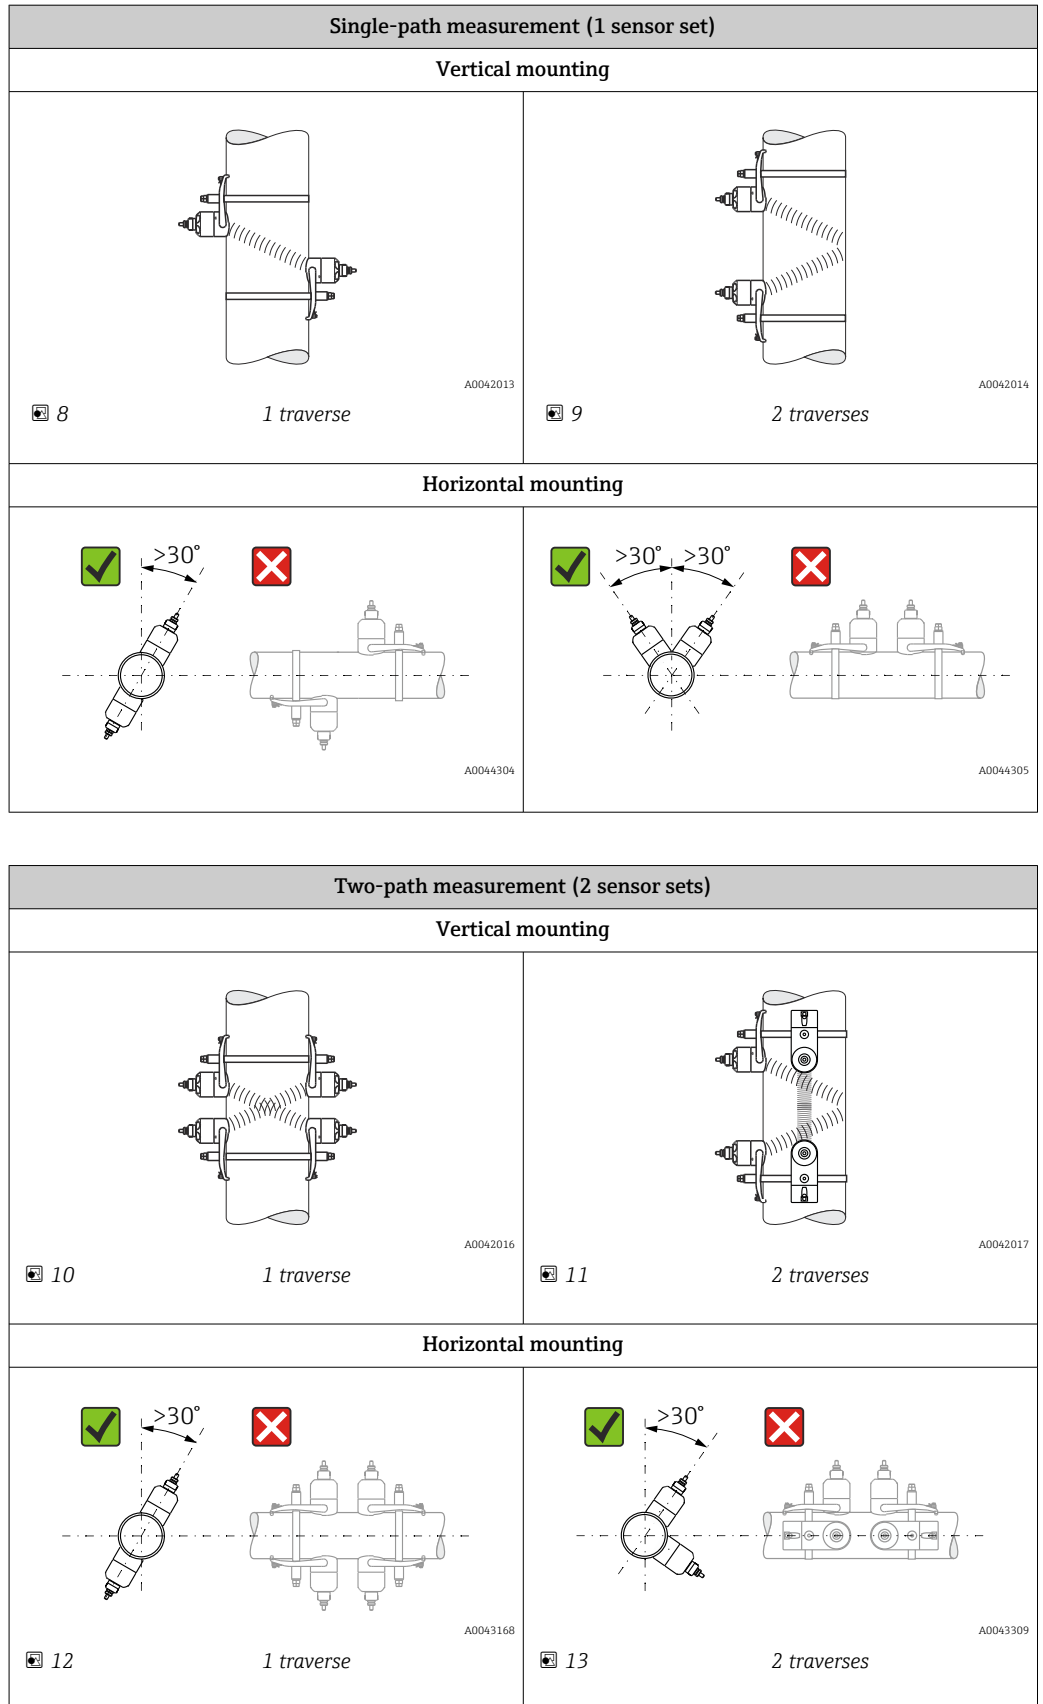 Single-path measurement (1 sensor set)
Vertical mounting
A0042013
A0042014
8 1 traverse
9 2 traverses
Horizontal mounting
>30°
>30° >30°
A0044304
A0044305
Two-path measurement (2 sensor sets)
Vertical mounting
A0042016
A0042017
10 1 traverse
11 2 traverses
Horizontal mounting
>30°
>30°
A0043168
A0043309
12 1 traverse
13 2 traverses